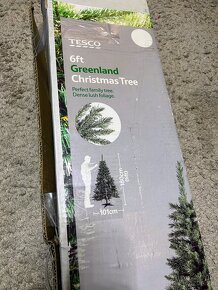 TESCO
6ft
Greenland
Christmas Tree
Perfect family tree.
Dense lush foliage.
101cm